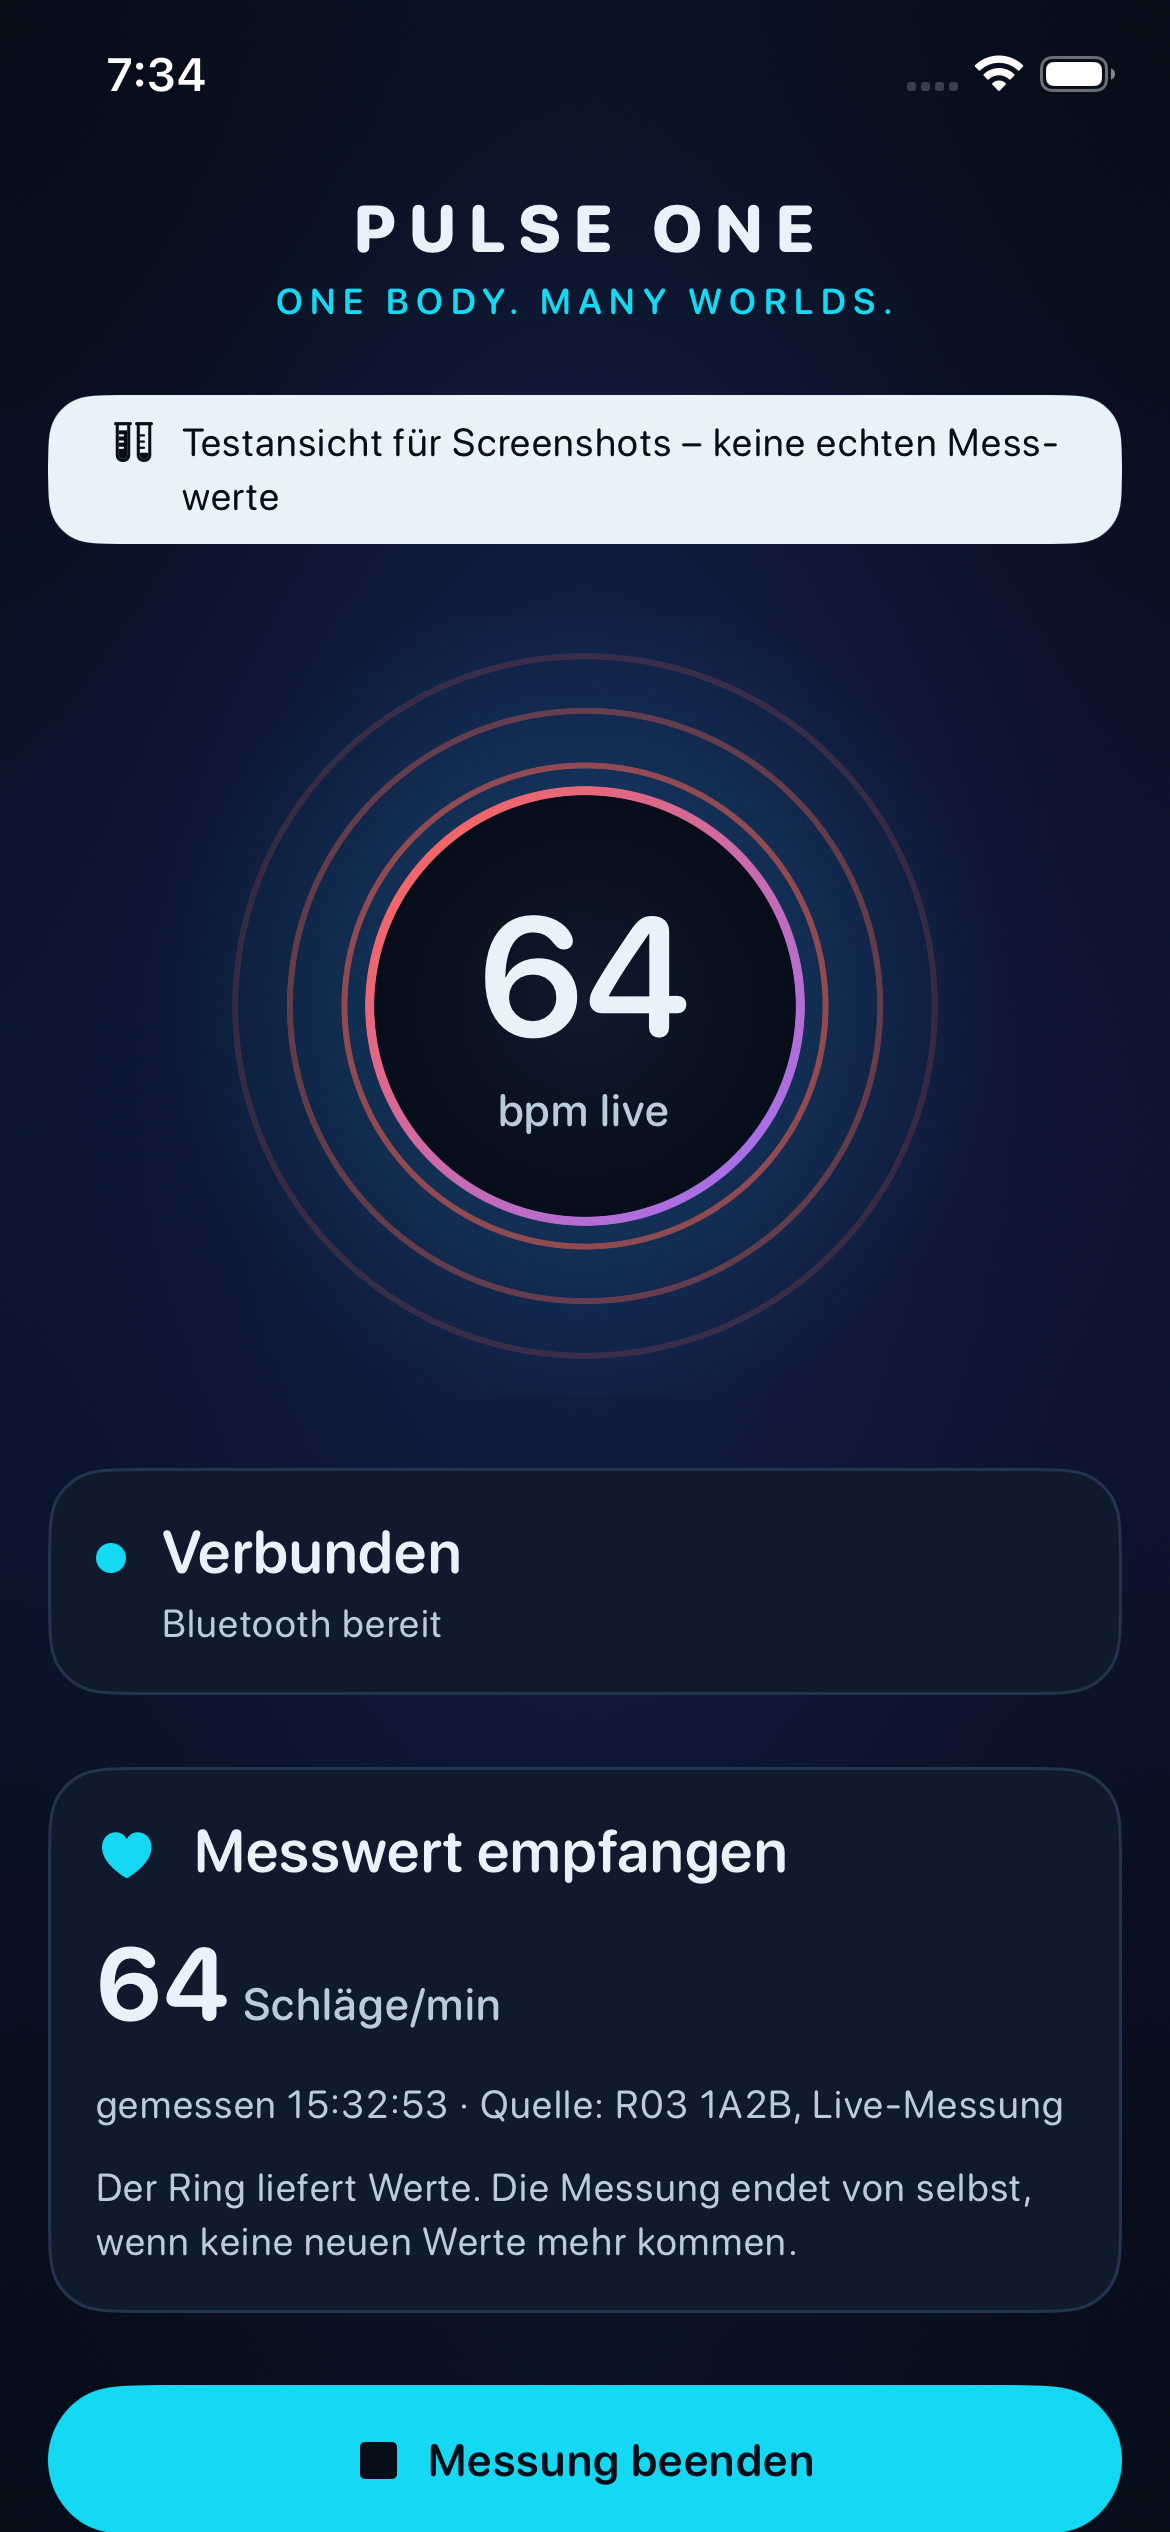 7:34
PULSE ONE
ONE BODY. MANY WORLDS.
Testansicht für Screenshots – keine echten Mess-
werte
64
bpm live
Verbunden
Bluetooth bereit
Messwert empfangen
64 Schläge/min
gemessen 15:32:53 · Quelle: R03 1A2B, Live-Messung
Der Ring liefert Werte. Die Messung endet von selbst,
wenn keine neuen Werte mehr kommen.
Messung beenden